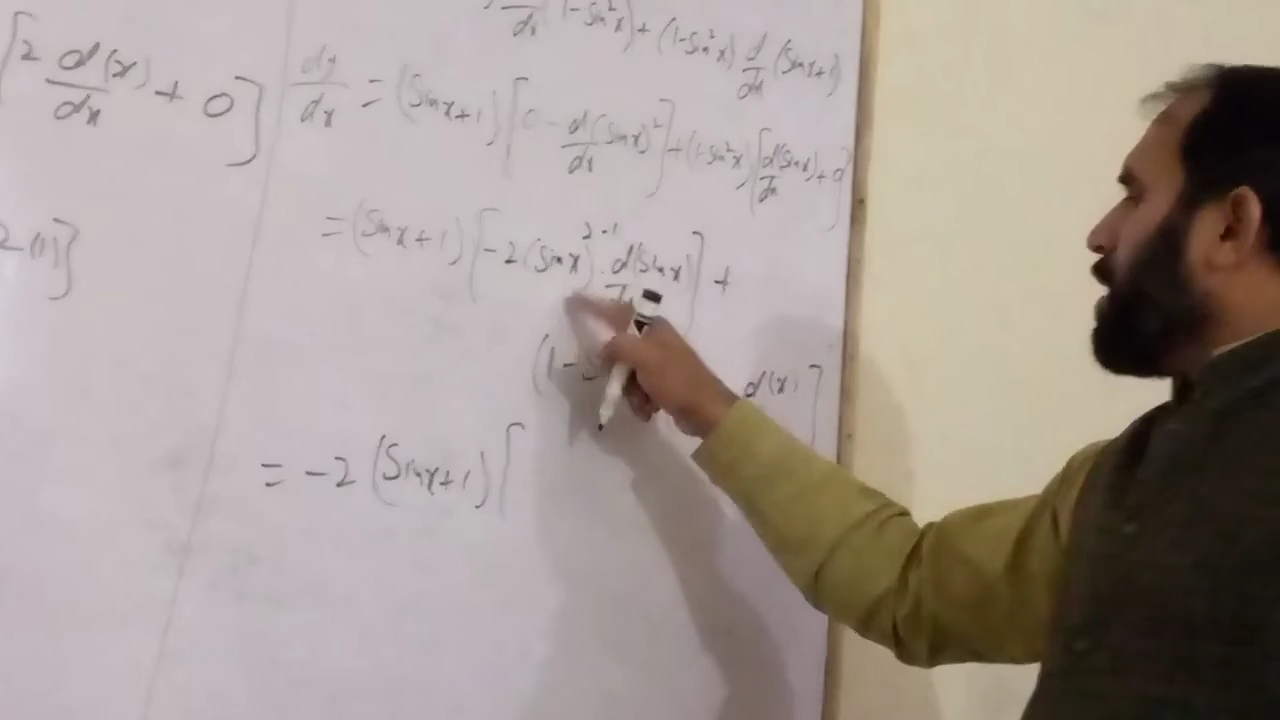 [2 d(x)/dx + 0]
2(1)]
d/dx (1-Sin²x) + (1-Sin²x) d/dx (Sinx+1)
dy/dx = (Sinx+1) [0 - d/dx (Sinx)²] + (1-Sin²x) [d(Sinx)/dx + 0]
= (Sinx+1) [-2(Sinx)²⁻¹ . d(Sinx)] +
(1- d(x) ]
= -2 (Sinx+1) [